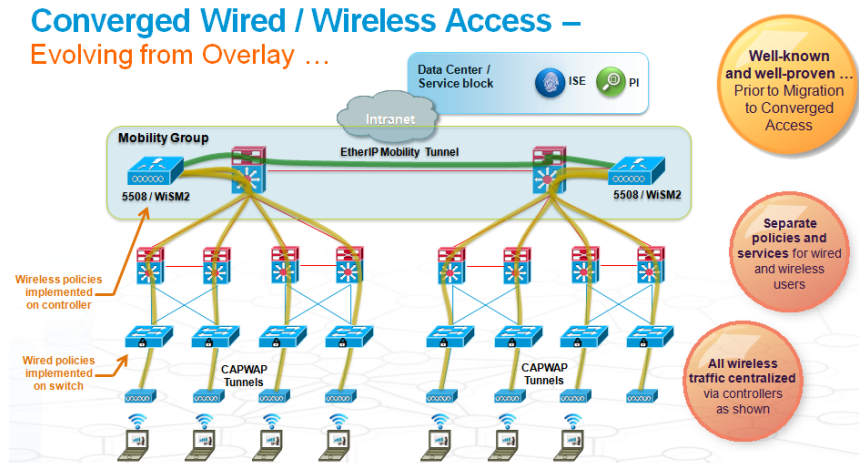 Converged Wired / Wireless Access –
Evolving from Overlay ...
Data Center /
Service block
ISE
PI
Well-known
and well-proven ...
Prior to Migration
to Converged
Access
Intranet
Mobility Group
EtherIP Mobility Tunnel
5508 / WiSM2
5508 / WiSM2
Separate
policies and
services for wired
and wireless
users
Wireless policies
implemented
on controller
Wired policies
implemented
on switch
CAPWAP
Tunnels
CAPWAP
Tunnels
All wireless
traffic centralized
via controllers
as shown